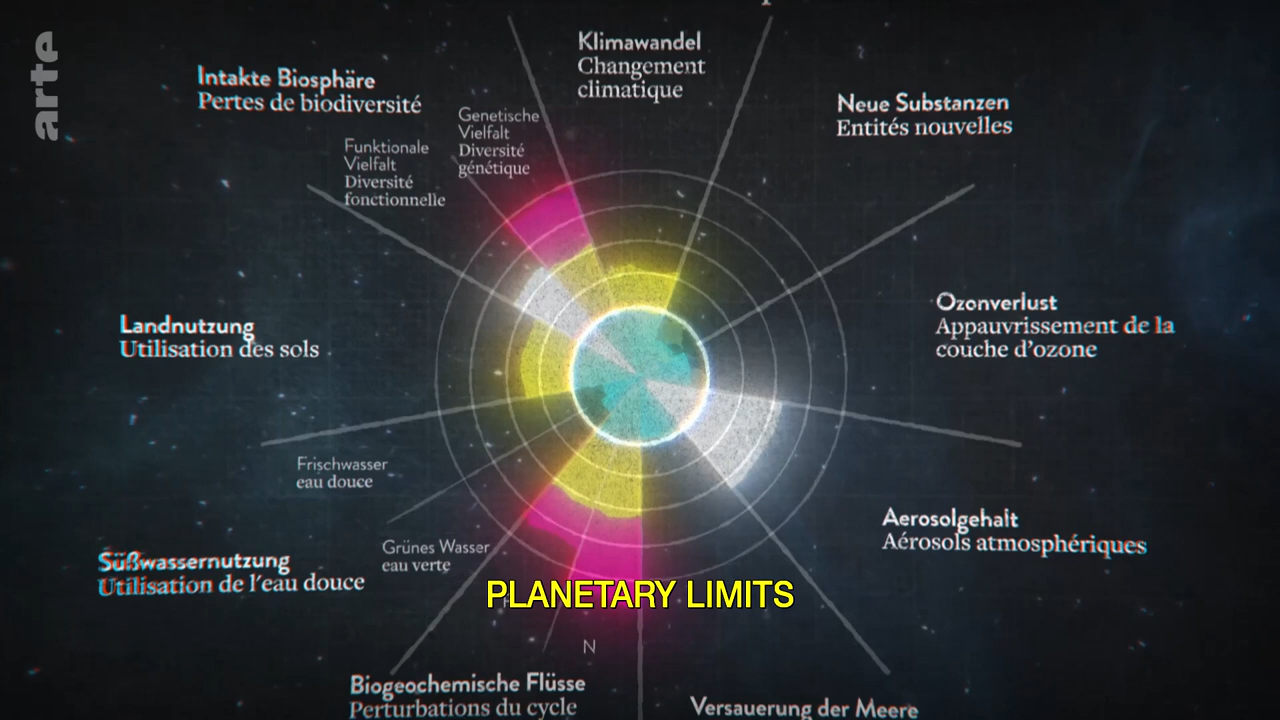 arte
Klimawandel
Changement
climatique
Intakte Biosphäre
Pertes de biodiversité
Genetische
Vielfalt
Diversité
génétique
Funktionale
Vielfalt
Diversité
fonctionnelle
Neue Substanzen
Entités nouvelles
Landnutzung
Utilisation des sols
Ozonverlust
Appauvrissement de la
couche d'ozone
Frischwasser
eau douce
Grünes Wasser
eau verte
Süßwassernutzung
Utilisation de l'eau douce
Aerosolgehalt
Aérosols atmosphériques
PLANETARY LIMITS
N
Biogeochemische Flüsse
Perturbations du cycle
Versauerung der Meere